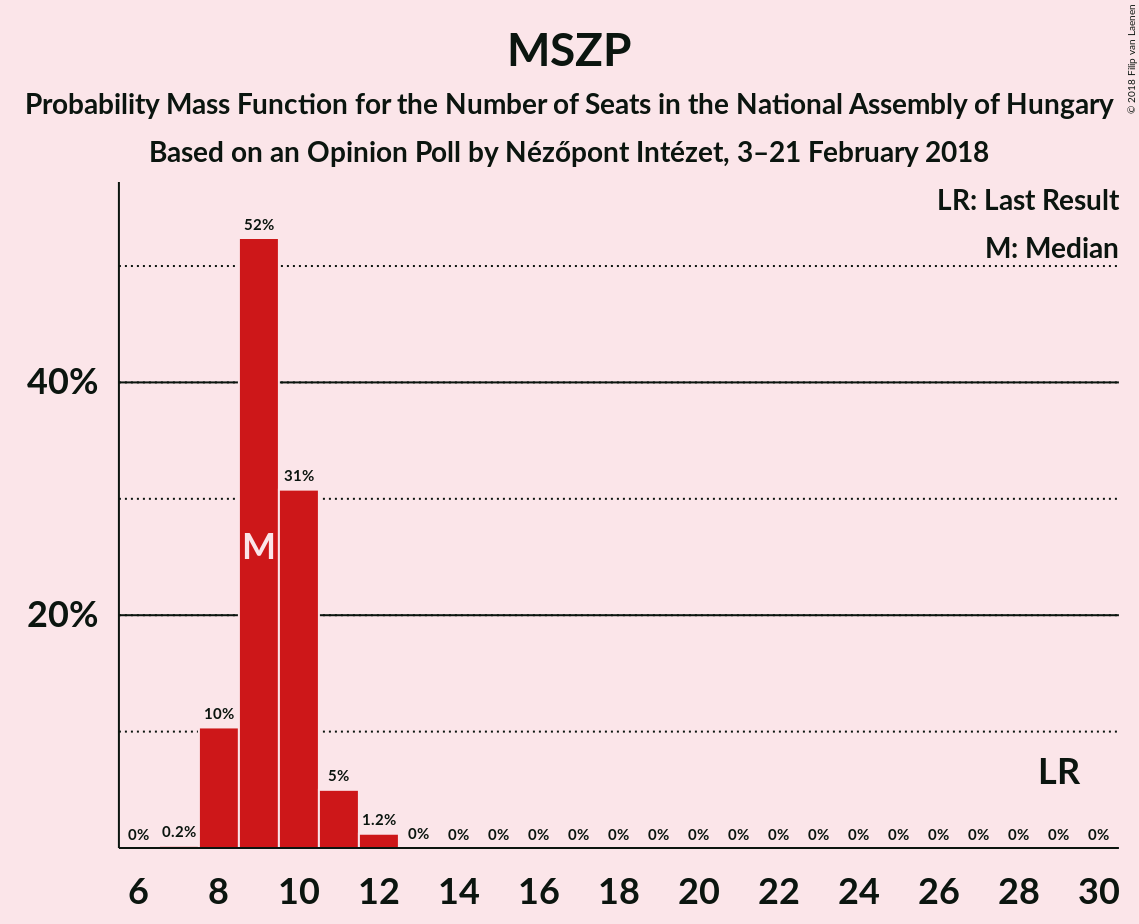 MSZP
Probability Mass Function for the Number of Seats in the National Assembly of Hungary
Based on an Opinion Poll by Nézőpont Intézet, 3–21 February 2018
© 2018 Filip van Laenen
LR: Last Result
M: Median
40%
20%
0% 0.2% 10% 52% 31% 5% 1.2% 0% 0% 0% 0% 0% 0% 0% 0% 0% 0% 0% 0% 0% 0% 0% 0% 0% 0%
M
LR
6 8 10 12 14 16 18 20 22 24 26 28 30